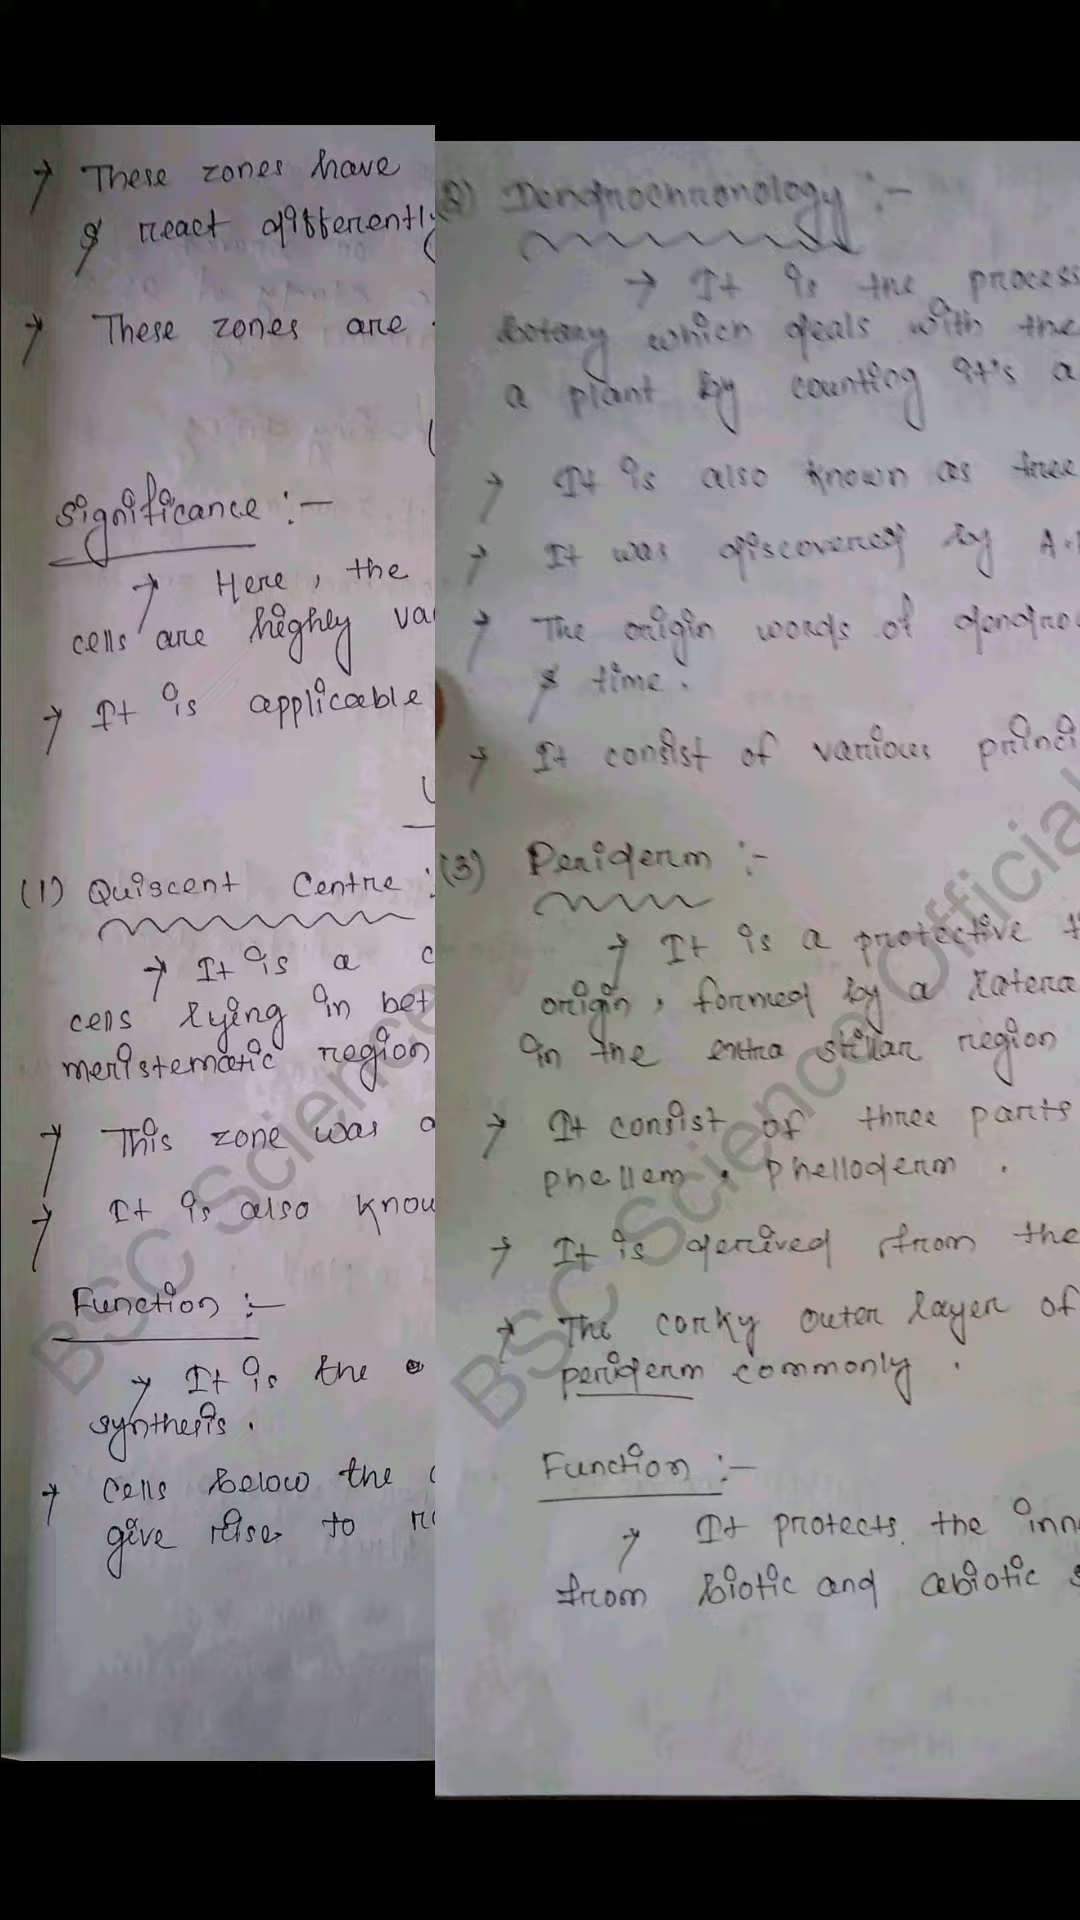 → These zones have
& react differently
→ These zones are
Significance :-
→ Here, the
cells are highly va
→ It is applicable
(1) Quiscent Centre :
→ It is a c
cells lying in bet
meristematic region
→ This zone was
→ It is also know
Function :-
→ It is the
synthesis.
→ Cells below the
give rise to
2) Dendrochronology :-
→ It is the process
botany which deals with the
a plant by counting it's a
→ It is also known as tree
→ It was discovered by A.
→ The origin words of dendro
& time.
→ It consist of various princi
(3) Periderm :-
→ It is a protective t
origin, formed by a latera
in the extra stellar region
→ It consist of three parts
phellem, phelloderm.
→ It is derived from the
→ The corky outer layer of
periderm commonly.
Function :-
→ It protects the inn
from biotic and abiotic s
BSC Science
BSC Science Official